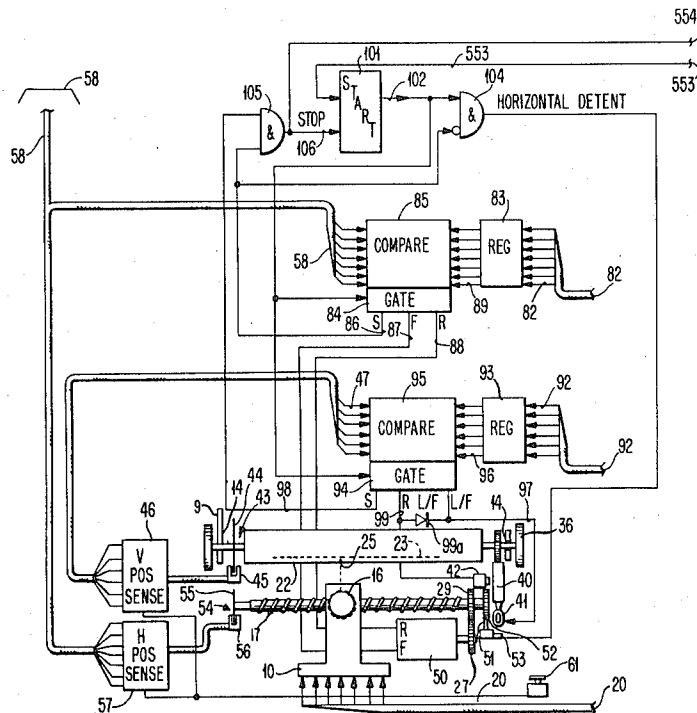 554
553
553'
58
101
START
102
104
HORIZONTAL DETENT
105
&
STOP
106
&
58
85
83
COMPARE
REG
58
89
82
82
84
GATE
86
S
F
R
87
88
47
95
93
92
COMPARE
REG
96
92
94
GATE
S
R
L/F
L/F
9
14
44
43
98
99
99a
97
14
36
46
V
POS
SENSE
45
22
25
23
16
42
40
55
54
29
41
17
56
H
POS
SENSE
57
R
F
50
51
52
53
27
61
10
20
20